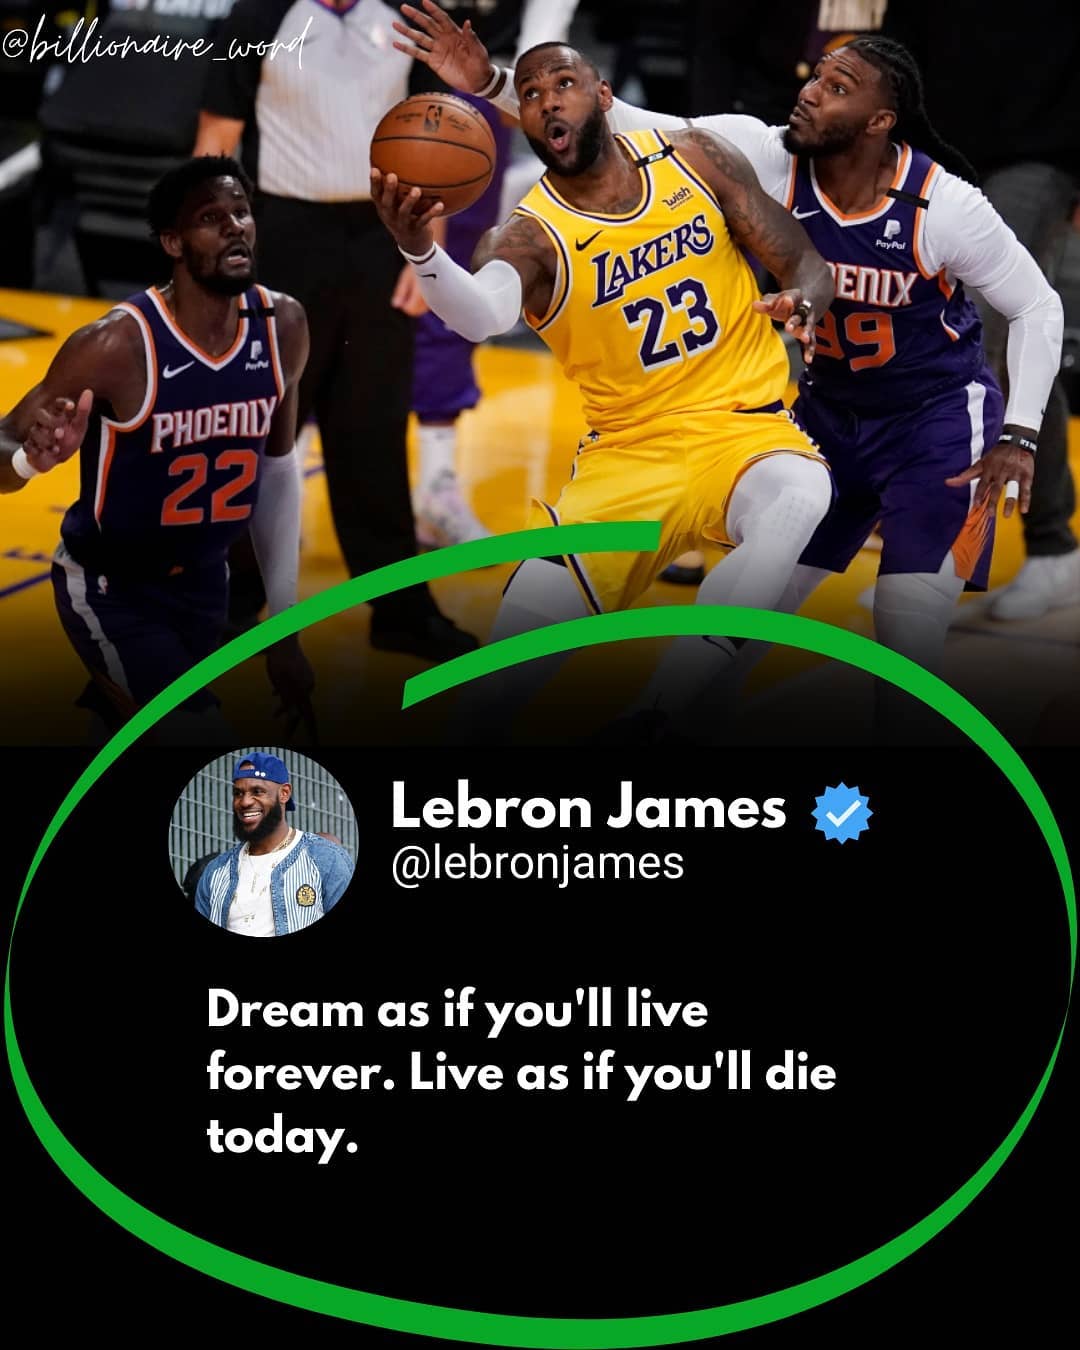 @billionaire_word
wish
LAKERS
23
PayPal
ENIX
99
PayPal
PHOENIX
22
Lebron James
@lebronjames
Dream as if you'll live
forever. Live as if you'll die
today.